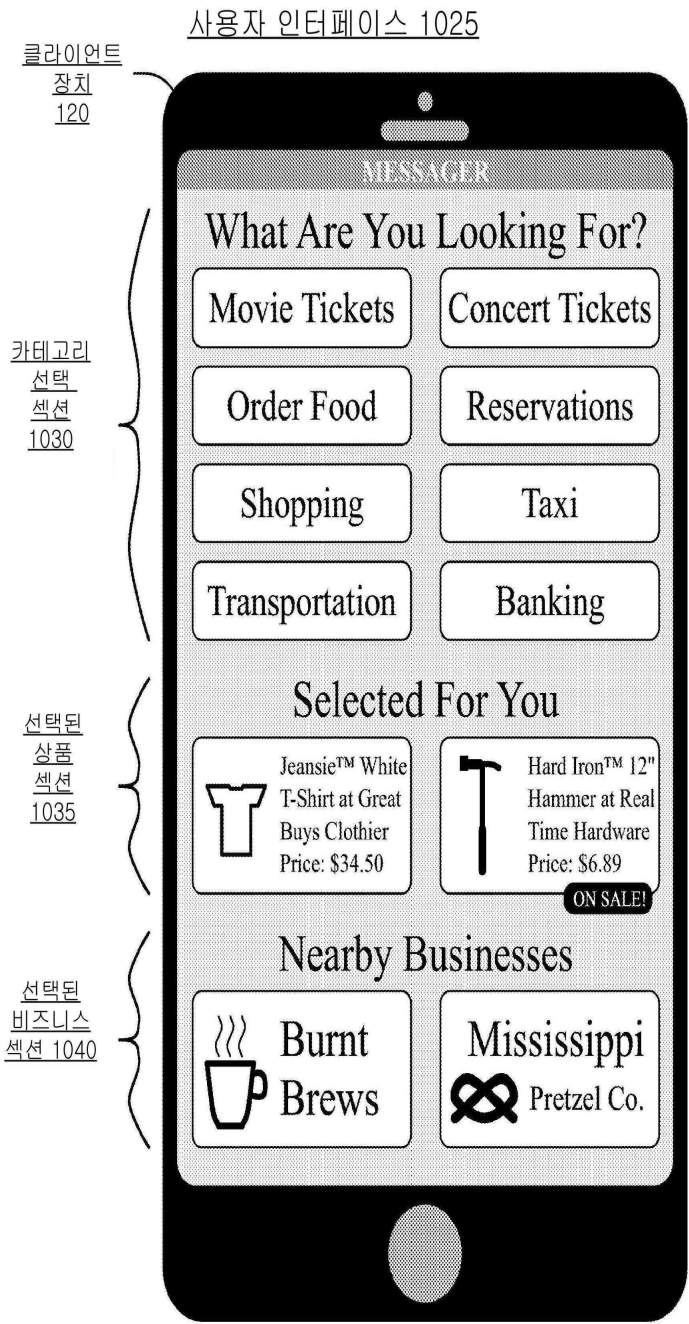 사용자 인터페이스 1025
클라이언트
장치
120
MESSAGER
What Are You Looking For?
Movie Tickets
Concert Tickets
Order Food
Reservations
Shopping
Taxi
Transportation
Banking
카테고리
선택
섹션
1030
Selected For You
Jeansie™ White
T-Shirt at Great
Buys Clothier
Price: $34.50
Hard Iron™ 12"
Hammer at Real
Time Hardware
Price: $6.89
ON SALE!
선택된
상품
섹션
1035
Nearby Businesses
Burnt
Brews
Mississippi
Pretzel Co.
선택된
비즈니스
섹션 1040